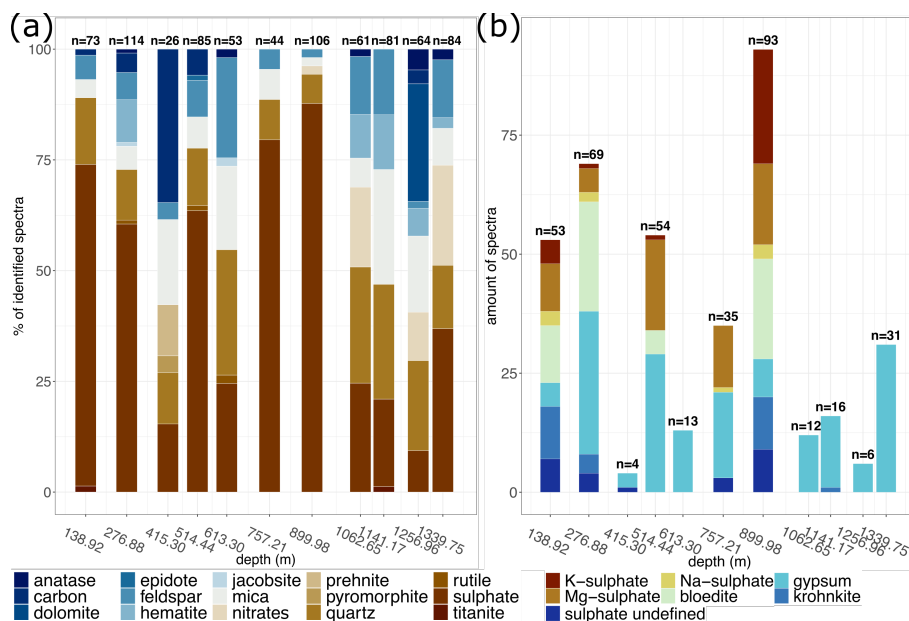 (a)
n=73 n=114 n=26 n=85 n=53 n=44 n=106 n=61 n=81 n=64 n=84
100
75
50
25
0
% of identified spectra
138.92 276.88 415.30 514.44 613.30 757.21 899.98 1062.65 1141.17 1256.96 1339.75
depth (m)
anatase epidote jacobsite prehnite rutile
carbon feldspar mica pyromorphite sulphate
dolomite hematite nitrates quartz titanite
(b)
n=93
n=69
n=53 n=54
n=35
n=31
n=4 n=13 n=12 n=16 n=6
75
50
25
0
amount of spectra
138.92 276.88 415.30 514.44 613.30 757.21 899.98 1062.65 1141.17 1256.96 1339.75
depth (m)
K−sulphate Na−sulphate gypsum
Mg−sulphate bloedite krohnkite
sulphate undefined